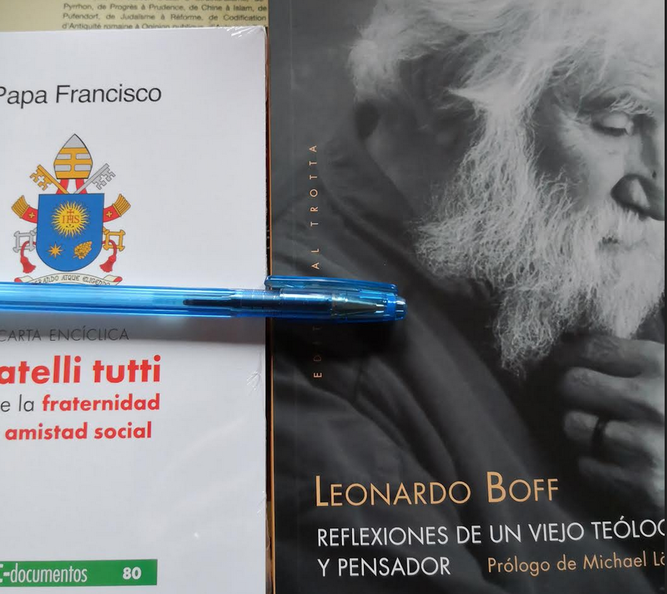 Pyrrhon, de Progrès à Prudence, de Chine à Islam, de
Pufendorf, de Judaïsme à Réforme, de Codification
d'Antiquité romaine à Opinion publique,
Papa Francisco
IHS
CARTA ENCÍCLICA
atelli tutti
e la fraternidad
amistad social
E-documentos 80
EDIT AL TROTTA
LEONARDO BOFF
REFLEXIONES DE UN VIEJO TEÓLOG
Y PENSADOR
Prólogo de Michael Lö